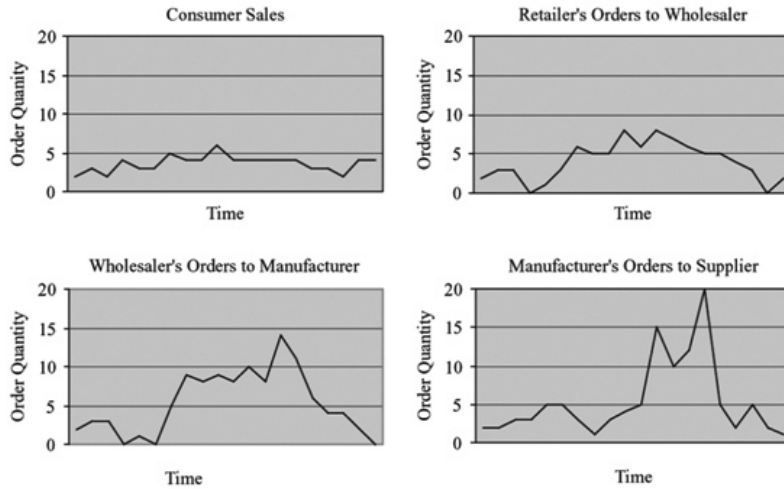 Consumer Sales
20
15
10
5
0
Order Quantity
Time
Retailer's Orders to Wholesaler
20
15
10
5
0
Order Quantity
Time
Wholesaler's Orders to Manufacturer
20
15
10
5
0
Order Quantity
Time
Manufacturer's Orders to Supplier
20
15
10
5
0
Order Quantity
Time